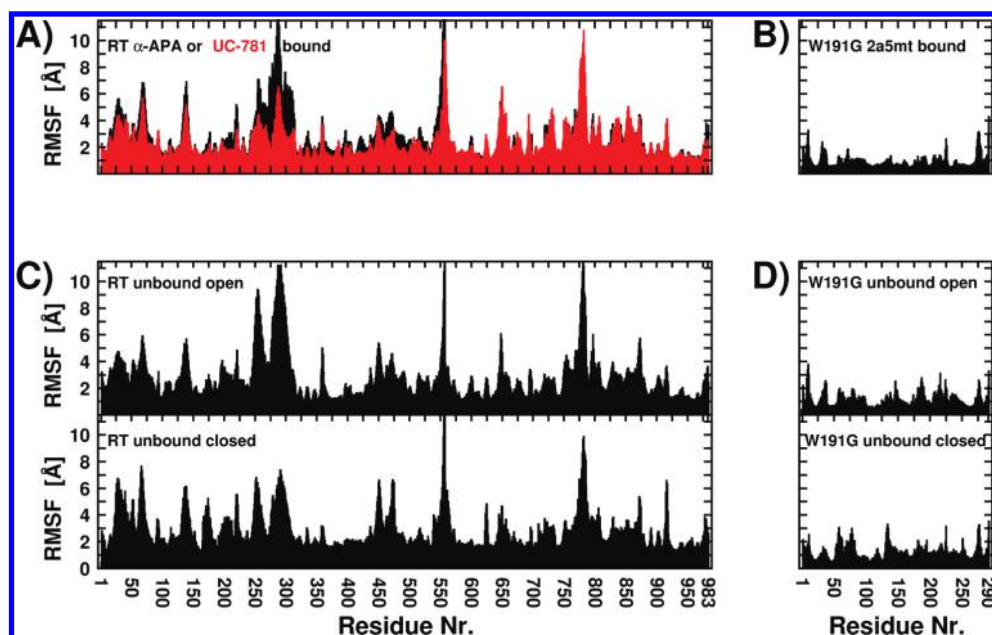 A)
RT α-APA or UC-781 bound
RMSF [Å]
10
8
6
4
2
B)
W191G 2a5mt bound
C)
RT unbound open
RMSF [Å]
10
8
6
4
2
D)
W191G unbound open
RT unbound closed
RMSF [Å]
10
8
6
4
2
0
W191G unbound closed
1 50 100 150 200 250 300 350 400 450 500 550 600 650 700 750 800 850 900 950 983
1 50 100 150 200 250 290
Residue Nr.
Residue Nr.